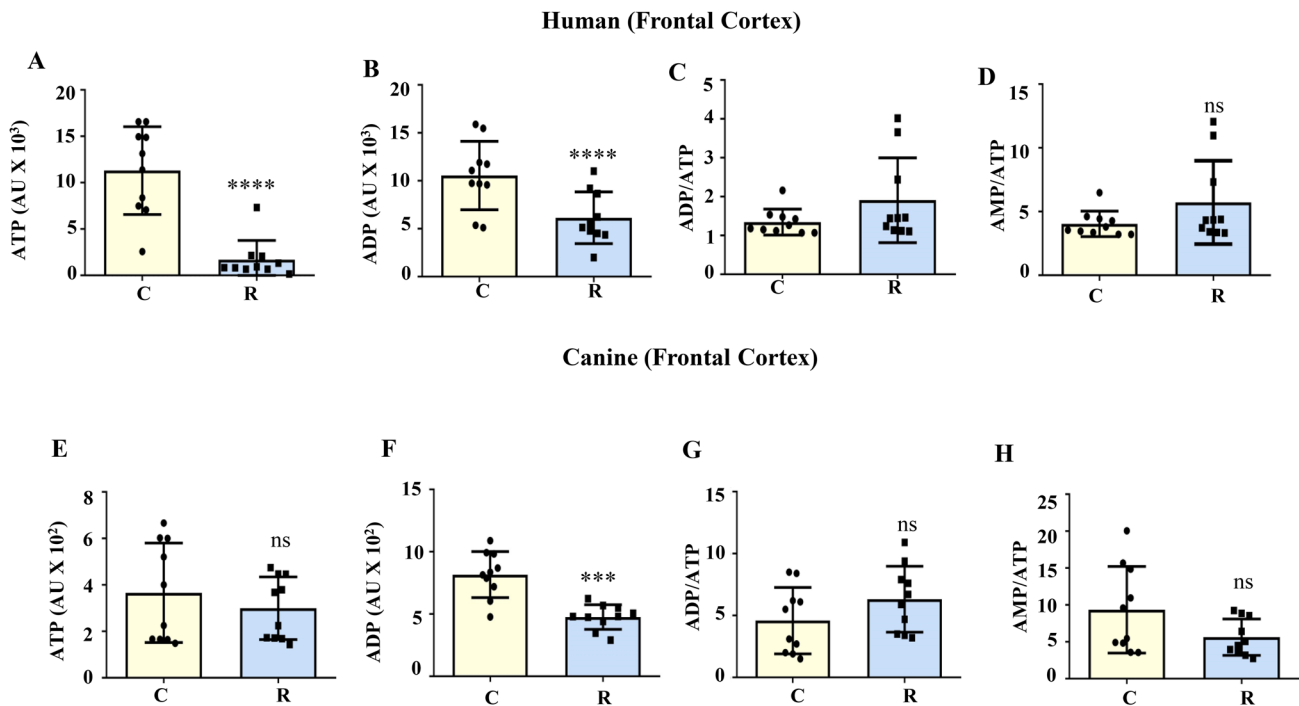 Human (Frontal Cortex)
A
ATP (AU X 10³)
20
15
10
5
0
****
C
R
B
ADP (AU X 10³)
20
15
10
5
0
****
C
R
C
ADP/ATP
5
4
3
2
1
0
C
R
D
AMP/ATP
15
10
5
0
ns
C
R
Canine (Frontal Cortex)
E
ATP (AU X 10²)
8
6
4
2
0
ns
C
R
F
ADP (AU X 10²)
15
10
5
0
***
C
R
G
ADP/ATP
15
10
5
0
ns
C
R
H
AMP/ATP
25
20
15
10
5
0
ns
C
R